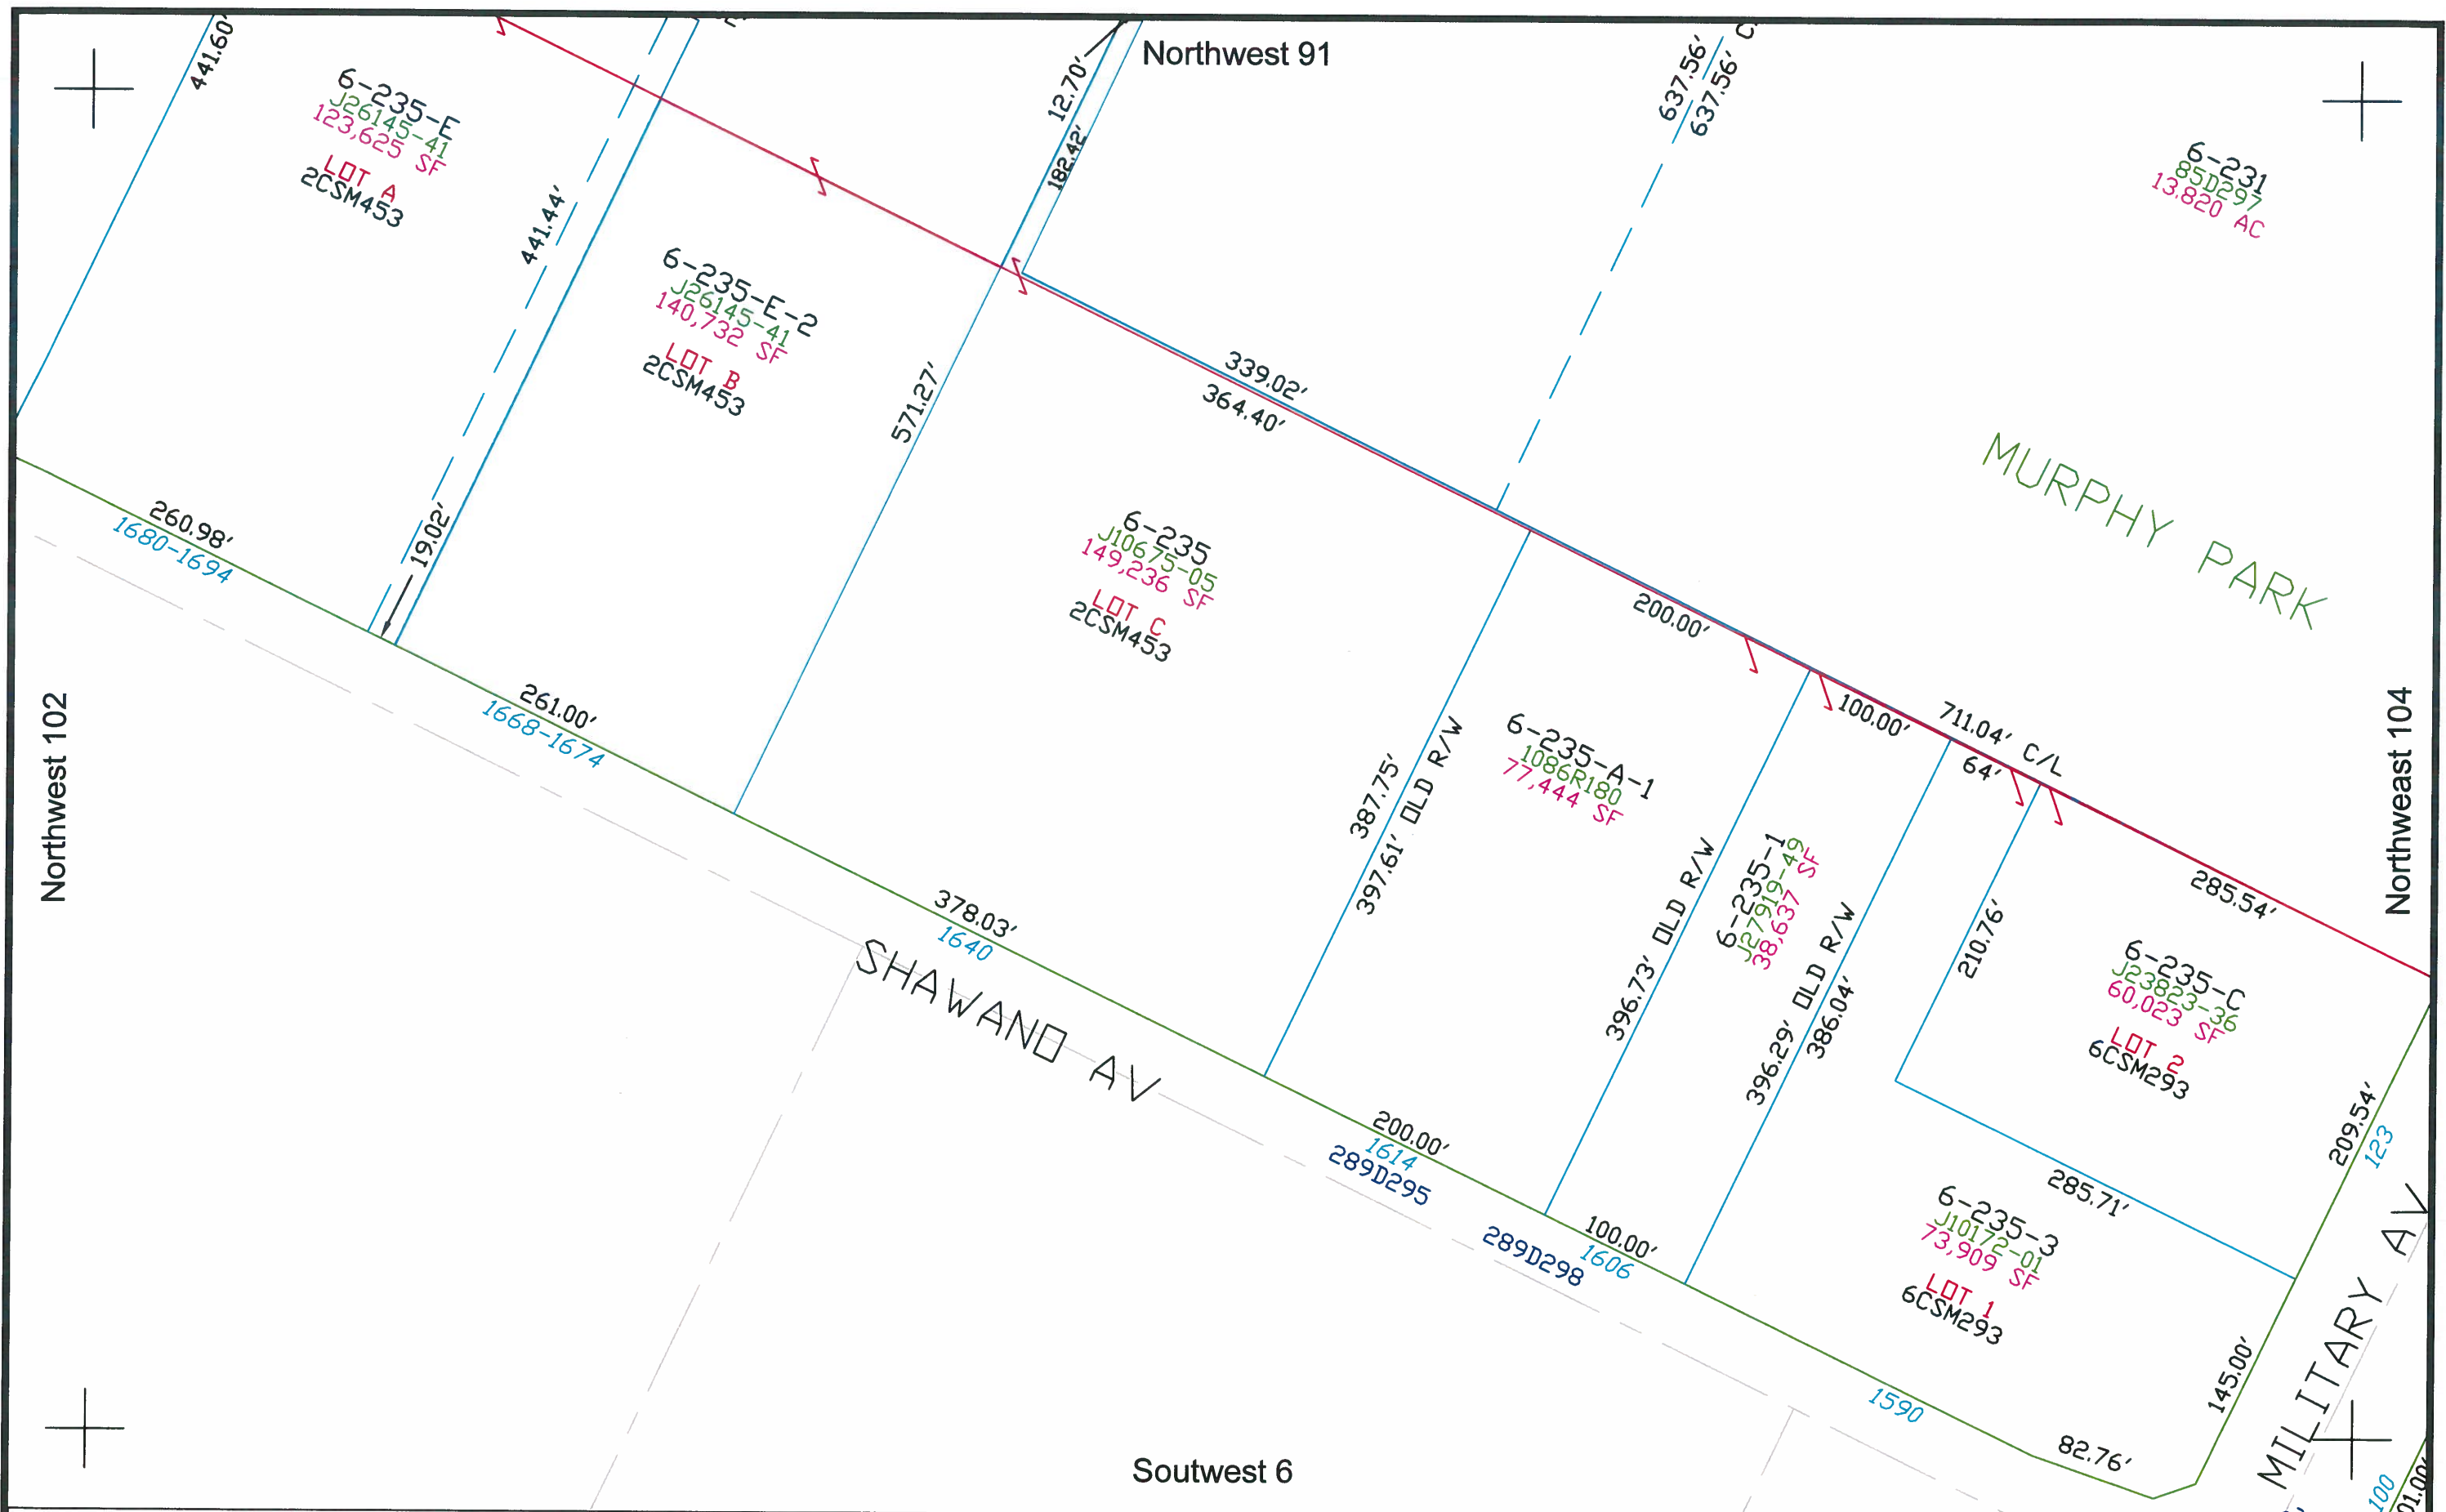 Northwest 91
441.60'
12.70'
182.42'
637.56'
637.56'
6-235-E
J26145-41
123,625 SF
LOT A
2CSM453
441.44'
6-231
85D297
13.820 AC
6-235-E-2
J26145-41
140,732 SF
LOT B
2CSM453
571.27'
339.02'
364.40'
MURPHY PARK
260.98'
1680-1694
19.02'
6-235
J10675-05
149,236 SF
LOT C
2CSM453
200.00'
Northwest 102
261.00'
1668-1674
100.00'
711.04' C/L
64'
Northeast 104
387.75'
397.61' OLD R/W
6-235-A-1
1086R180
77,444 SF
396.73' OLD R/W
6-235-1
J27919-49
38,637 SF
396.29' OLD R/W
386.04'
210.76'
285.54'
6-235-C
J23823-36
60,023 SF
LOT 2
6CSM293
378.03'
1640
SHAWANO AV
200.00'
1614
289D295
289D298
100.00'
1606
285.71'
209.54'
123
6-235-3
J10172-01
73,909 SF
LOT 1
6CSM293
145.00'
MILITARY AV
1590
82.76'
Soutwest 6
100